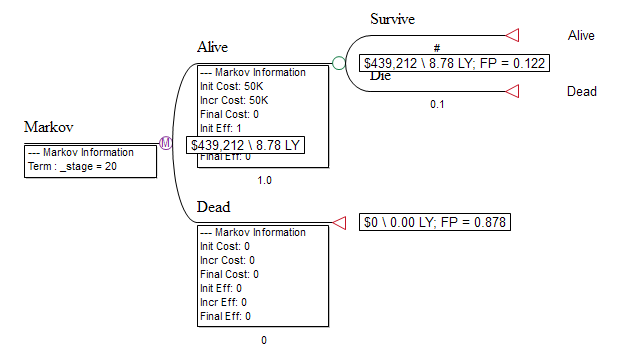 Survive
Alive
Alive
#
$439,212 \ 8.78 LY; FP = 0.122
Die
Dead
0.1
--- Markov Information
Init Cost: 50K
Incr Cost: 50K
Final Cost: 0
Init Eff: 1
$439,212 \ 8.78 LY
Final Eff: 0
1.0
Markov
M
--- Markov Information
Term : _stage = 20
Dead
$0 \ 0.00 LY; FP = 0.878
--- Markov Information
Init Cost: 0
Incr Cost: 0
Final Cost: 0
Init Eff: 0
Incr Eff: 0
Final Eff: 0
0